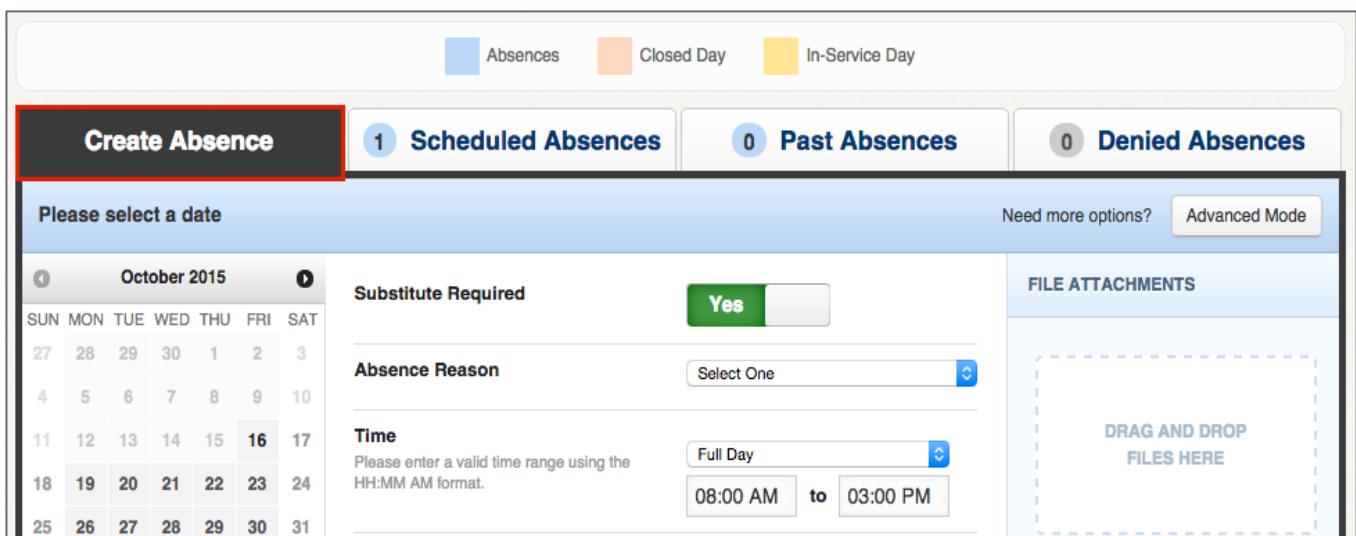 Absences Closed Day In-Service Day
Create Absence 1 Scheduled Absences 0 Past Absences 0 Denied Absences
Please select a date Need more options? Advanced Mode
October 2015
SUN MON TUE WED THU FRI SAT
27 28 29 30 1 2 3
4 5 6 7 8 9 10
11 12 13 14 15 16 17
18 19 20 21 22 23 24
25 26 27 28 29 30 31
Substitute Required Yes
Absence Reason Select One
Time
Please enter a valid time range using the
HH:MM AM format.
Full Day
08:00 AM to 03:00 PM
FILE ATTACHMENTS
DRAG AND DROP
FILES HERE